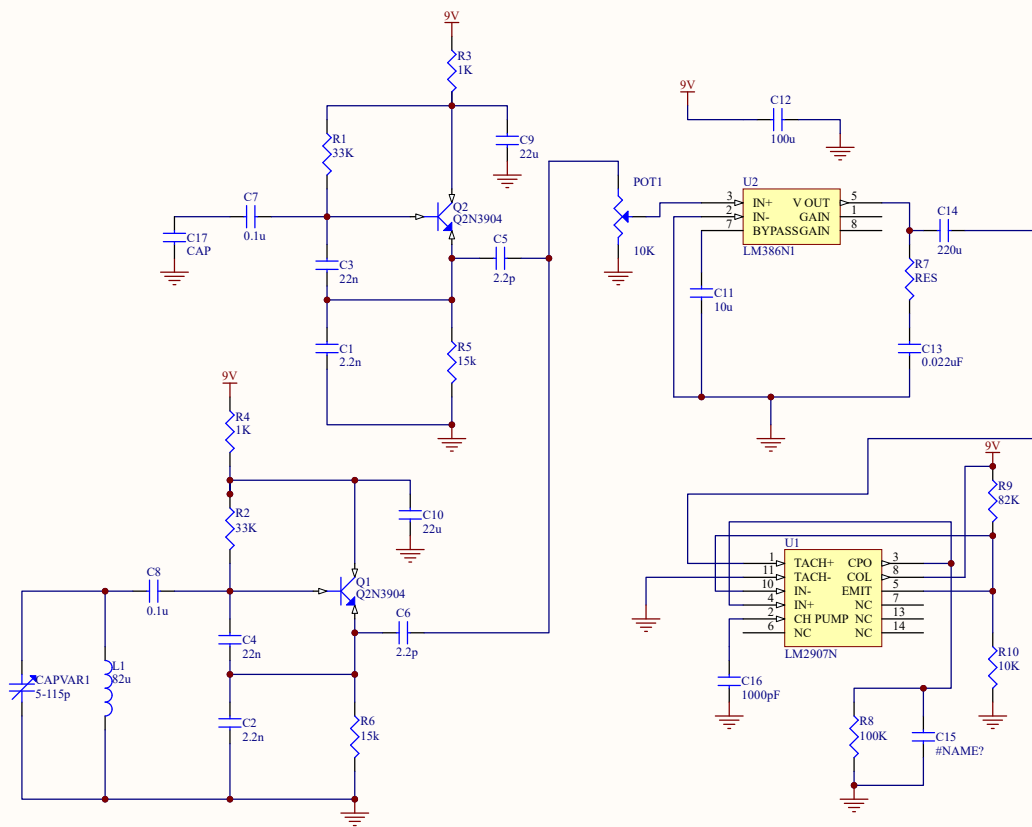 9V
R3
1K
R1
33K
C9
22u
C7
0.1u
C17
CAP
Q2
Q2N3904
C3
22n
C5
2.2p
C1
2.2n
R5
15k
9V
C12
100u
POT1
10K
U2
3 IN+ V OUT 5
2 IN- GAIN 1
7 BYPASSGAIN 8
LM386N1
C14
220u
R7
RES
C11
10u
C13
0.022uF
9V
R4
1K
R2
33K
C10
22u
C8
0.1u
Q1
Q2N3904
C4
22n
C6
2.2p
CAPVAR1
5-115p
L1
82u
C2
2.2n
R6
15k
9V
R9
82K
U1
1 TACH+ CPO 3
11 TACH- COL 8
10 IN- EMIT 5
4 IN+ NC 7
2 CH PUMP NC 13
6 NC NC 14
LM2907N
C16
1000pF
R10
10K
R8
100K
C15
#NAME?